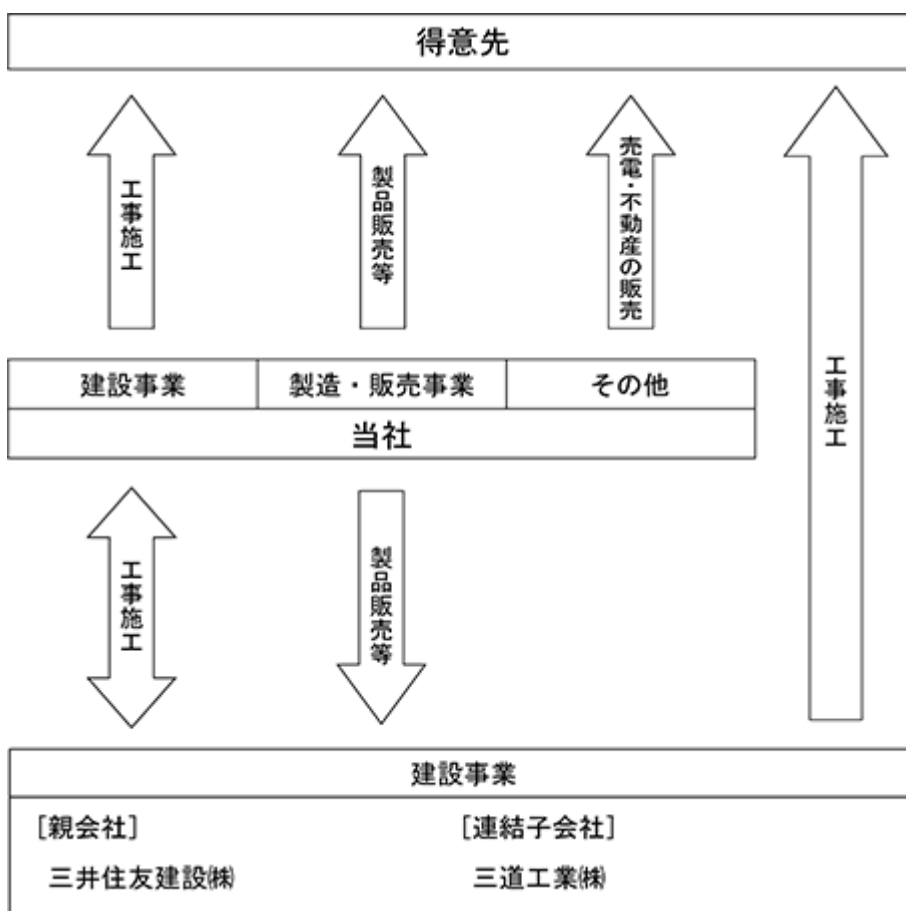 得意先
工事施工
製品販売等
売電・不動産の販売
工事施工
建設事業
製造・販売事業
その他
当社
工事施工
製品販売等
建設事業
[親会社]
[連結子会社]
三井住友建設㈱
三道工業㈱